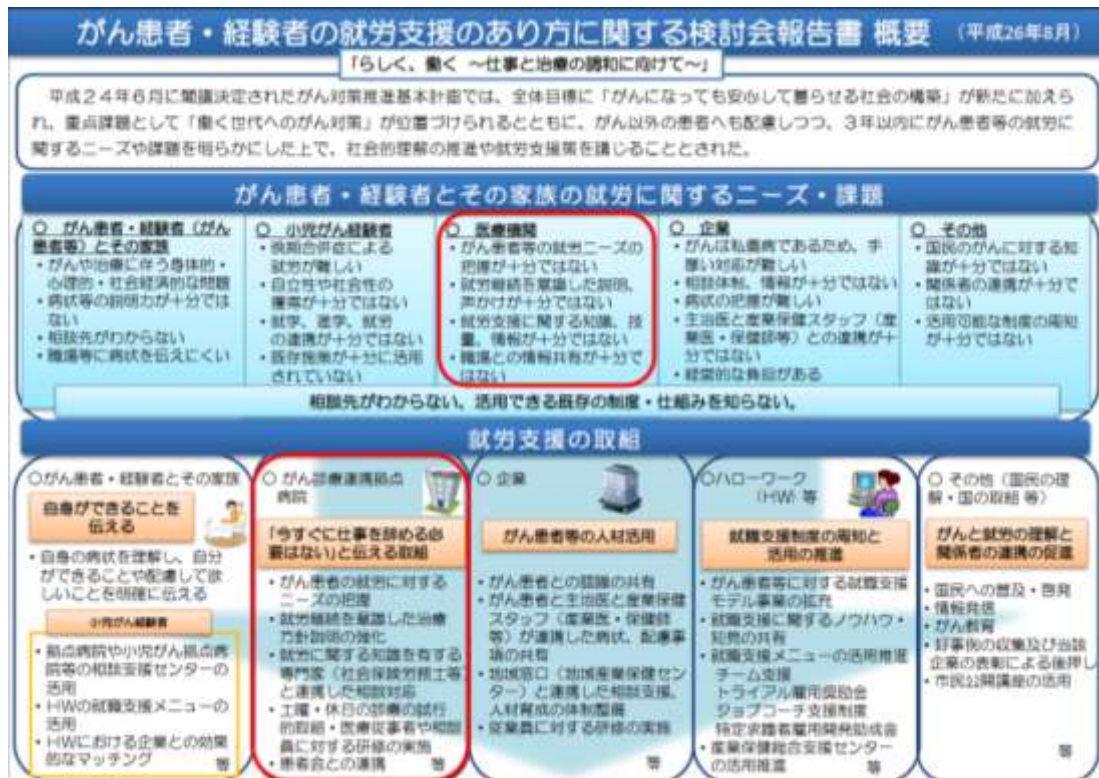 がん患者・経験者の就労支援のあり方に関する検討会報告書 概要 (平成26年8月)
「らしく、働く ~仕事と治療の調和に向けて~」
平成24年6月に閣議決定されたがん対策推進基本計画では、全体目標に「がんになっても安心して暮らせる社会の構築」が新たに加えら
れ、重点課題として「働く世代へのがん対策」が位置づけられるとともに、がん以外の患者へも配慮しつつ、3年以内にがん患者等の就労に
関するニーズや課題を明らかにした上で、社会的理解の推進や就労支援策を講じることとされた。
がん患者・経験者とその家族の就労に関するニーズ・課題
○ がん患者・経験者(がん
患者等)とその家族
・がんや治療に伴う身体的・
心理的・社会経済的な問題
・病状等の説明力が十分では
ない
・相談先がわからない
・職場等に病状を伝えにくい
○ 小児がん経験者
・晩期合併症による
就労が難しい
・自立性や社会性の
獲得が十分ではない
・就学、進学、就労
の連携が十分ではない
・既存施策が十分に活用
されていない
○ 医療機関
・がん患者等の就労ニーズの
把握が十分ではない
・就労継続を意識した説明、
声かけが十分ではない
・就労支援に関する知識、技
量、情報が十分ではない
・職場との情報共有が十分で
はない
○ 企業
・がんは私傷病であるため、手
厚い対応が難しい
・相談体制、情報が十分ではない
・病状の把握が難しい
・主治医と産業保健スタッフ(産
業医・保健師等)との連携が十
分ではない
・経営的な負担がある
○ その他
・国民のがんに対する知
識が十分ではない
・関係者の連携が十分で
はない
・活用可能な制度の周知
が十分ではない
相談先がわからない、活用できる既存の制度・仕組みを知らない。
就労支援の取組
○がん患者・経験者とその家族
自身ができることを
伝える
・自身の病状を理解し、自分
ができることや配慮して欲
しいことを明確に伝える
小児がん経験者
・拠点病院や小児がん拠点病
院等の相談支援センターの
活用
・HWの就職支援メニューの
活用
・HWにおける企業との効果
的なマッチング 等
○ がん診療連携拠点
病院
「今すぐに仕事を辞める必
要はない」と伝える取組
・がん患者の就労に対する
ニーズの把握
・就労継続を意識した治療
方針説明の強化
・就労に関する知識を有する
専門家(社会保険労務士等)
と連携した相談対応
・土曜・休日の診療の試行
的取組・医療従事者や相談
員に対する研修の実施
・患者会との連携 等
○ 企業
がん患者等の人材活用
・がん患者との認識の共有
・がん患者と主治医と産業保健
スタッフ(産業医・保健師
等)が連携した病状、配慮事
項の共有
・地域窓口(地域産業保健セン
ター)と連携した相談支援、
人材育成の体制整備
・従業員に対する研修の実施
等
○ハローワーク
(HW) 等
就職支援制度の周知と
活用の推進
・がん患者等に対する就職支援
モデル事業の拡充
・就職支援に関するノウハウ・
知見の共有
・就職支援メニューの活用推進
チーム支援
トライアル雇用奨励金
ジョブコーチ支援制度
特定求職者雇用開発助成金
・産業保健総合支援センター
の活用推進 等
○ その他(国民の理
解・国の取組 等)
がんと就労の理解と
関係者の連携の促進
・国民への普及・啓発
・情報発信
・がん教育
・好事例の収集及び当該
企業の表彰による後押し
・市民公開講座の活用
等